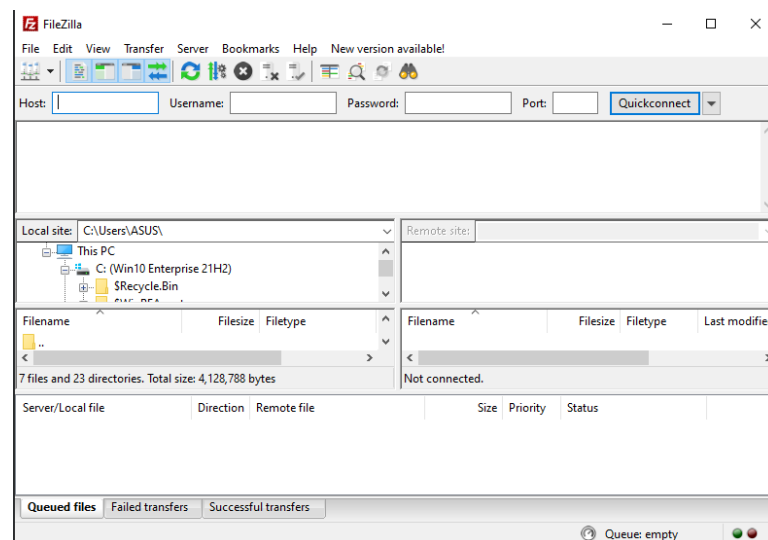 FileZilla
File Edit View Transfer Server Bookmarks Help New version available!
Host: Username: Password: Port: Quickconnect
Local site: C:\Users\ASUS\ Remote site:
This PC
C: (Win10 Enterprise 21H2)
$Recycle.Bin
Filename Filesize Filetype Filename Filesize Filetype Last modifie
..
7 files and 23 directories. Total size: 4,128,788 bytes Not connected.
Server/Local file Direction Remote file Size Priority Status
Queued files Failed transfers Successful transfers
Queue: empty